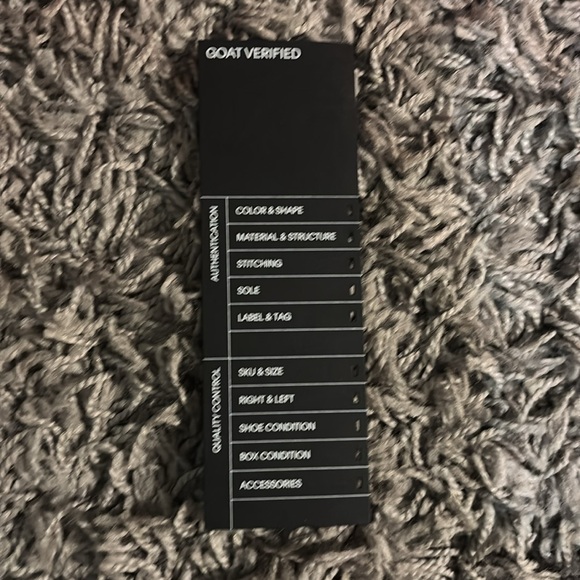 GOAT VERIFIED
AUTHENTICATION
COLOR & SHAPE
MATERIAL & STRUCTURE
STITCHING
SOLE
LABEL & TAG
QUALITY CONTROL
SKU & SIZE
RIGHT & LEFT
SHOE CONDITION
BOX CONDITION
ACCESSORIES